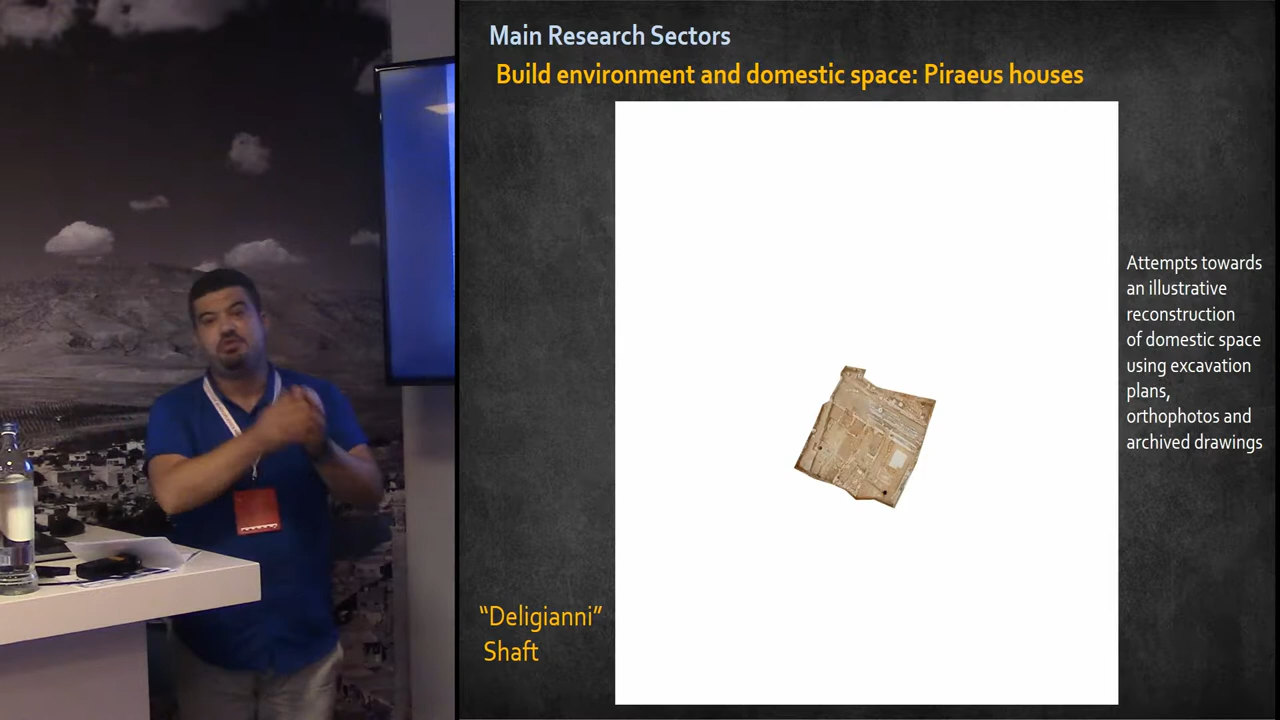 Main Research Sectors
Build environment and domestic space: Piraeus houses
Attempts towards
an illustrative
reconstruction
of domestic space
using excavation
plans,
orthophotos and
archived drawings
“Deligianni”
Shaft